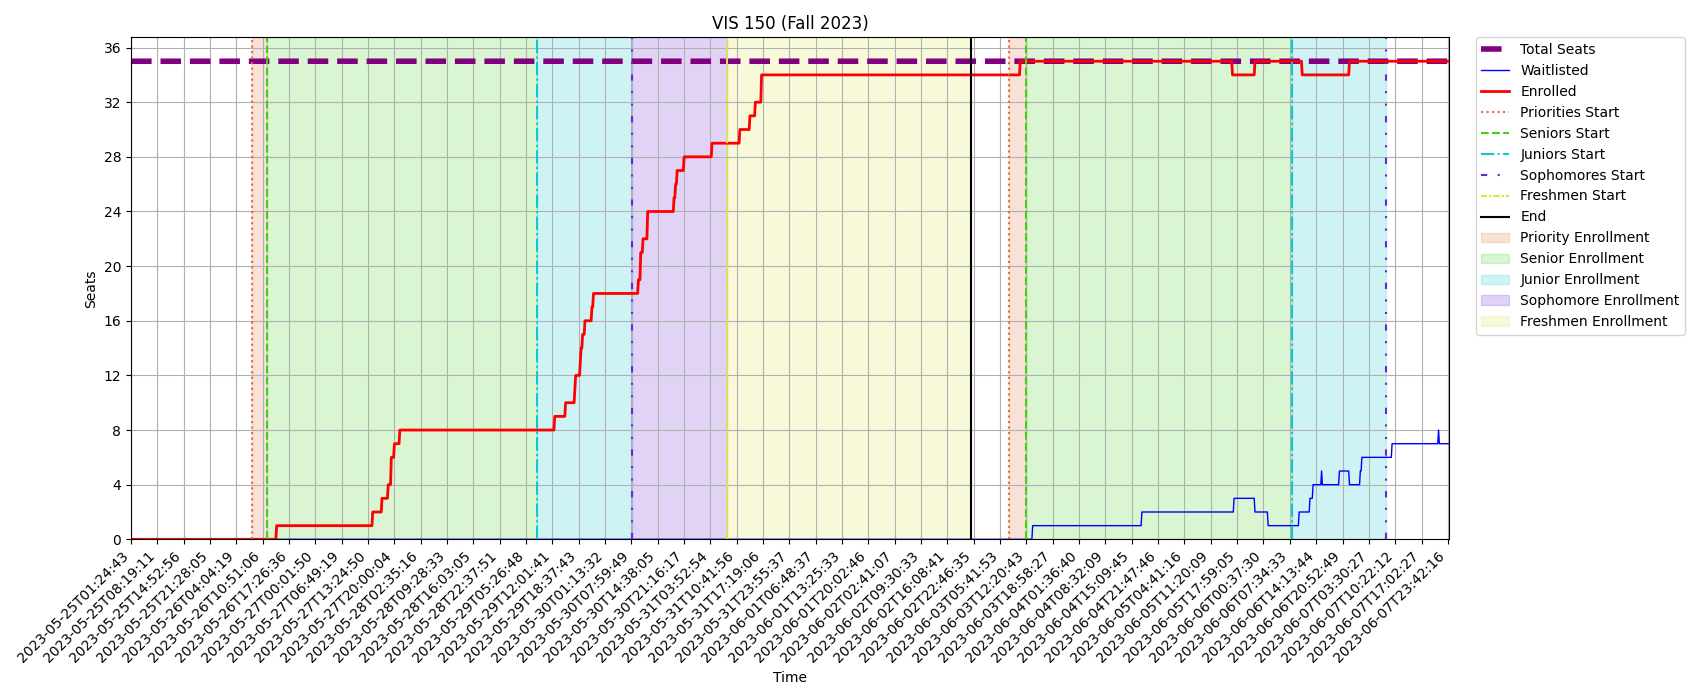 VIS 150 (Fall 2023)
36
32
28
24
20
16
12
8
4
0
Seats
2023-05-25T01:24:43
2023-05-25T08:19:11
2023-05-25T14:52:56
2023-05-25T21:28:05
2023-05-26T04:04:19
2023-05-26T10:51:06
2023-05-26T17:26:36
2023-05-27T00:01:50
2023-05-27T06:49:19
2023-05-27T13:24:50
2023-05-27T20:00:04
2023-05-28T02:35:16
2023-05-28T09:28:33
2023-05-28T16:03:05
2023-05-28T22:37:51
2023-05-29T05:26:48
2023-05-29T12:01:41
2023-05-29T18:37:43
2023-05-30T01:13:32
2023-05-30T07:59:49
2023-05-30T14:38:05
2023-05-30T21:16:17
2023-05-31T03:52:54
2023-05-31T10:41:56
2023-05-31T17:19:06
2023-05-31T23:55:37
2023-06-01T06:48:37
2023-06-01T13:25:33
2023-06-01T20:02:46
2023-06-02T02:41:07
2023-06-02T09:30:33
2023-06-02T16:08:41
2023-06-02T22:46:35
2023-06-03T05:41:53
2023-06-03T12:20:43
2023-06-03T18:58:27
2023-06-04T01:36:40
2023-06-04T08:32:09
2023-06-04T15:09:45
2023-06-04T21:47:46
2023-06-05T04:41:16
2023-06-05T11:20:09
2023-06-05T17:59:05
2023-06-06T00:37:30
2023-06-06T07:34:33
2023-06-06T14:13:44
2023-06-06T20:52:49
2023-06-07T03:30:27
2023-06-07T10:22:12
2023-06-07T17:02:27
2023-06-07T23:42:16
Time
Total Seats
Waitlisted
Enrolled
Priorities Start
Seniors Start
Juniors Start
Sophomores Start
Freshmen Start
End
Priority Enrollment
Senior Enrollment
Junior Enrollment
Sophomore Enrollment
Freshmen Enrollment